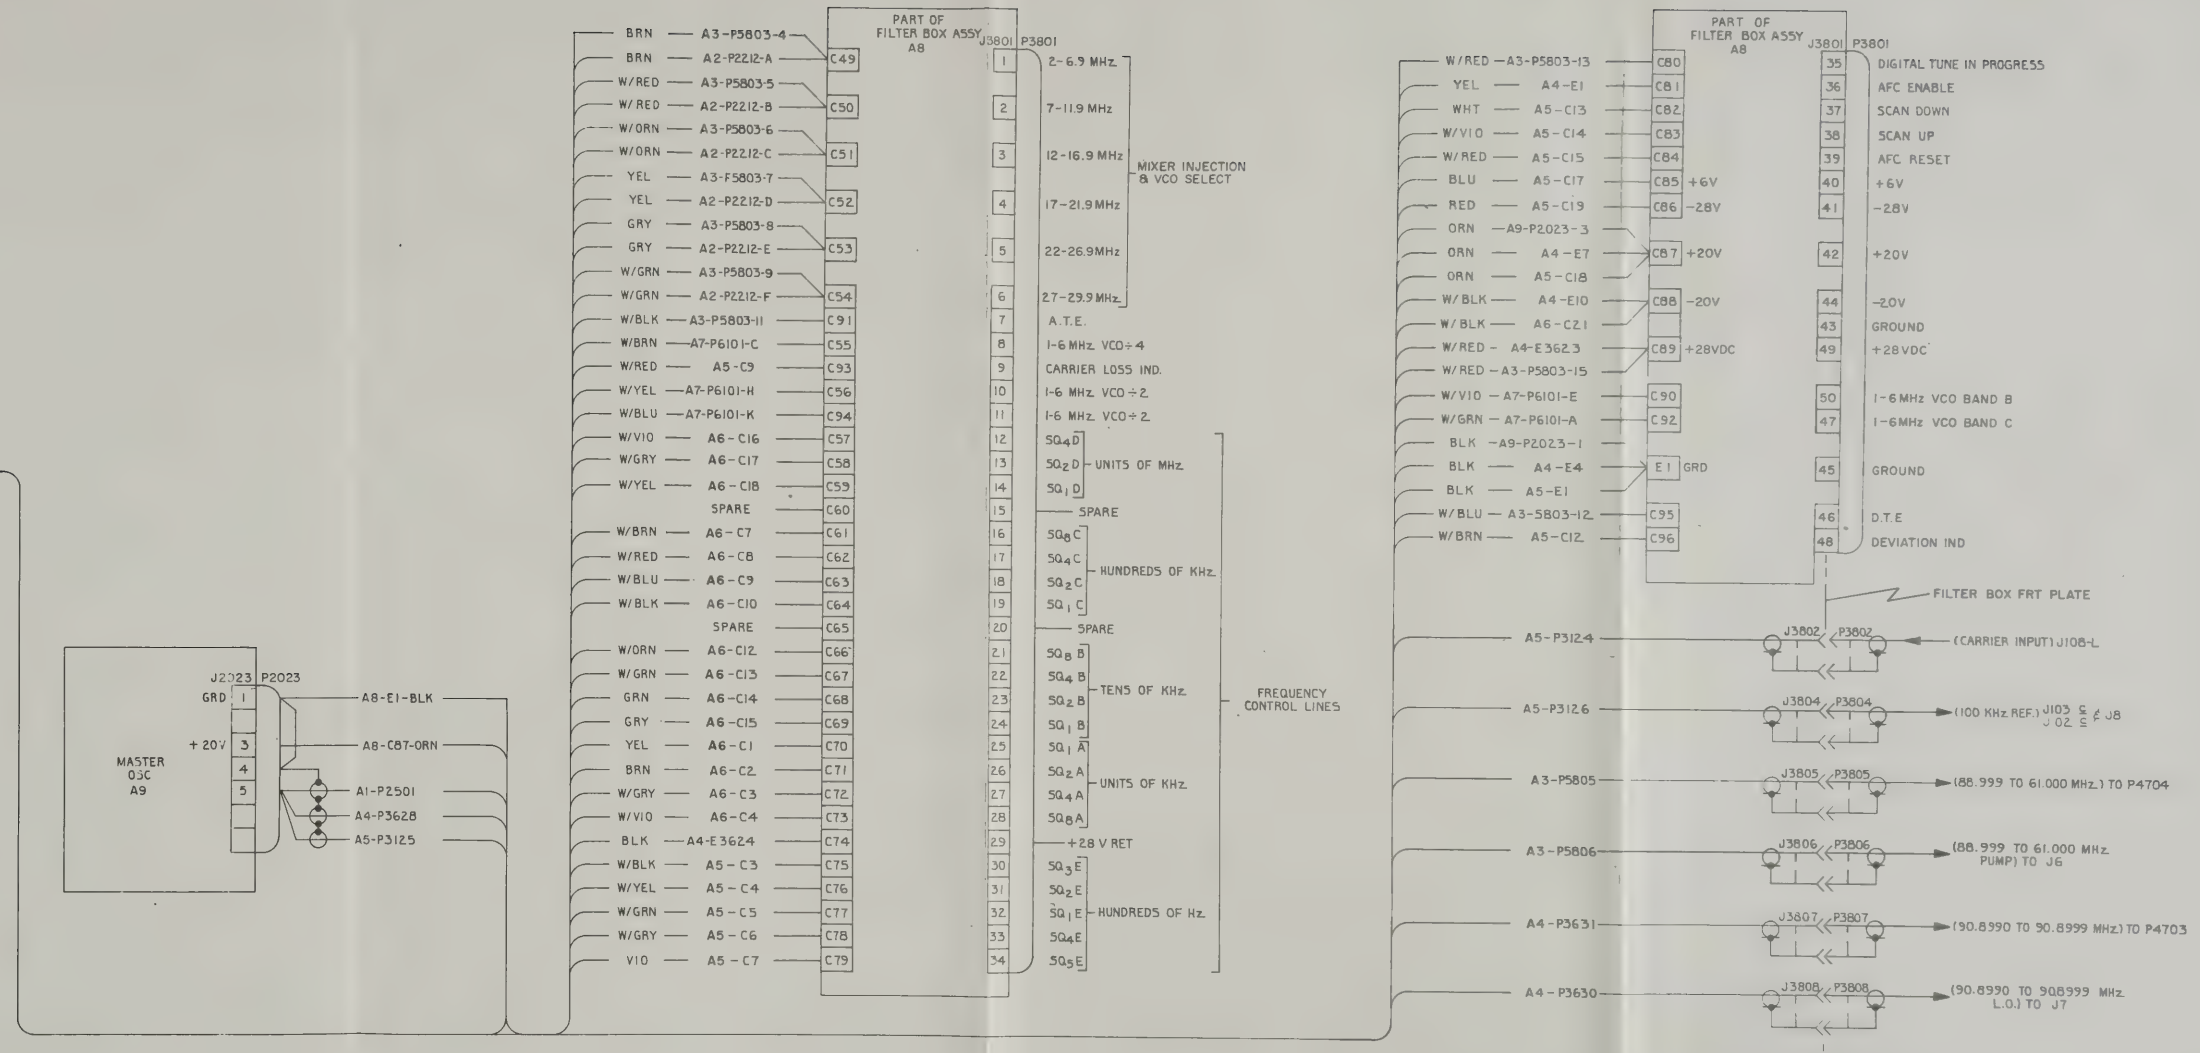 MASTER
OSC
A9
J2023 P2023
GRD 1
+20V 3
4
5
A8-E1-BLK
A8-C87-ORN
A1-P2501
A4-P3628
A5-P3125
PART OF
FILTER BOX ASSY
A8
J3801 P3801
BRN A3-P5803-4
BRN A2-P2212-A C49 1 2-6.9 MHz
W/RED A3-P5803-5
W/RED A2-P2212-B C50 2 7-11.9 MHz
W/ORN A3-P5803-6
W/ORN A2-P2212-C C51 3 12-16.9 MHz
YEL A3-F5803-7
YEL A2-P2212-D C52 4 17-21.9 MHz
GRY A3-P5803-8
GRY A2-P2212-E C53 5 22-26.9MHz
W/GRN A3-P5803-9
W/GRN A2-P2212-F C54 6 27-29.9 MHz
MIXER INJECTION
& VCO SELECT
W/BLK A3-P5803-11 C91 7 A.T.E.
W/BRN A7-P6101-C C55 8 1-6 MHz VCO÷4
W/RED A5-C9 C93 9 CARRIER LOSS IND.
W/YEL A7-P6101-H C56 10 1-6 MHz VCO÷2
W/BLU A7-P6101-K C94 11 1-6 MHz VCO÷2
W/VIO A6-C16 C57 12 SQ4D
W/GRY A6-C17 C58 13 SQ2D UNITS OF MHz
W/YEL A6-C18 C59 14 SQ1D
SPARE C60 15 SPARE
W/BRN A6-C7 C61 16 SQ8C
W/RED A6-C8 C62 17 SQ4C
HUNDREDS OF KHz
W/BLU A6-C9 C63 18 SQ2C
W/BLK A6-C10 C64 19 SQ1C
SPARE C65 20 SPARE
W/ORN A6-C12 C66 21 SQ8B
W/GRN A6-C13 C67 22 SQ4B
TENS OF KHz
GRN A6-C14 C68 23 SQ2B
GRY A6-C15 C69 24 SQ1B
YEL A6-C1 C70 25 SQ1A
BRN A6-C2 C71 26 SQ2A
UNITS OF KHz
W/GRY A6-C3 C72 27 SQ4A
W/VIO A6-C4 C73 28 SQ8A
BLK A4-E3624 C74 29 +28 V RET
W/BLK A5-C3 C75 30 SQ3E
W/YEL A5-C4 C76 31 SQ2E
W/GRN A5-C5 C77 32 SQ1E HUNDREDS OF Hz
W/GRY A5-C6 C78 33 SQ4E
VIO A5-C7 C79 34 SQ5E
FREQUENCY
CONTROL LINES
PART OF
FILTER BOX ASSY
A8
J3801 P3801
W/RED A3-P5803-13 C80 35 DIGITAL TUNE IN PROGRESS
YEL A4-E1 C81 36 AFC ENABLE
WHT A5-C13 C82 37 SCAN DOWN
W/VIO A5-C14 C83 38 SCAN UP
W/RED A5-C15 C84 39 AFC RESET
BLU A5-C17 C85 +6V 40 +6V
RED A5-C19 C86 -28V 41 -28V
ORN A9-P2023-3
ORN A4-E7 C87 +20V 42 +20V
ORN A5-C18
W/BLK A4-E10 C88 -20V 44 -20V
W/BLK A6-C21 43 GROUND
W/RED A4-E3623 C89 +28VDC 49 +28VDC
W/RED A3-P5803-15
W/VIO A7-P6101-E C90 50 1-6MHz VCO BAND B
W/GRN A7-P6101-A C92 47 1-6MHz VCO BAND C
BLK A9-P2023-1
BLK A4-E4 E1 GRD 45 GROUND
BLK A5-E1
W/BLU A3-5803-12 C95 46 D.T.E
W/BRN A5-C12 C96 48 DEVIATION IND
FILTER BOX FRT PLATE
A5-P3124 J3802 P3802 (CARRIER INPUT) J108-L
A5-P3126 J3804 P3804 (100 KHz REF.) J103
J8
A3-P5805 J3805 P3805 (88.999 TO 61.000 MHz) TO P4704
A3-P5806 J3806 P3806 (88.999 TO 61.000 MHz
PUMP) TO J6
A4-P3631 J3807 P3807 (90.8990 TO 90.8999 MHz) TO P4703
A4-P3630 J3808 P3808 (90.8990 TO 90.8999 MHz
L.O.) TO J7